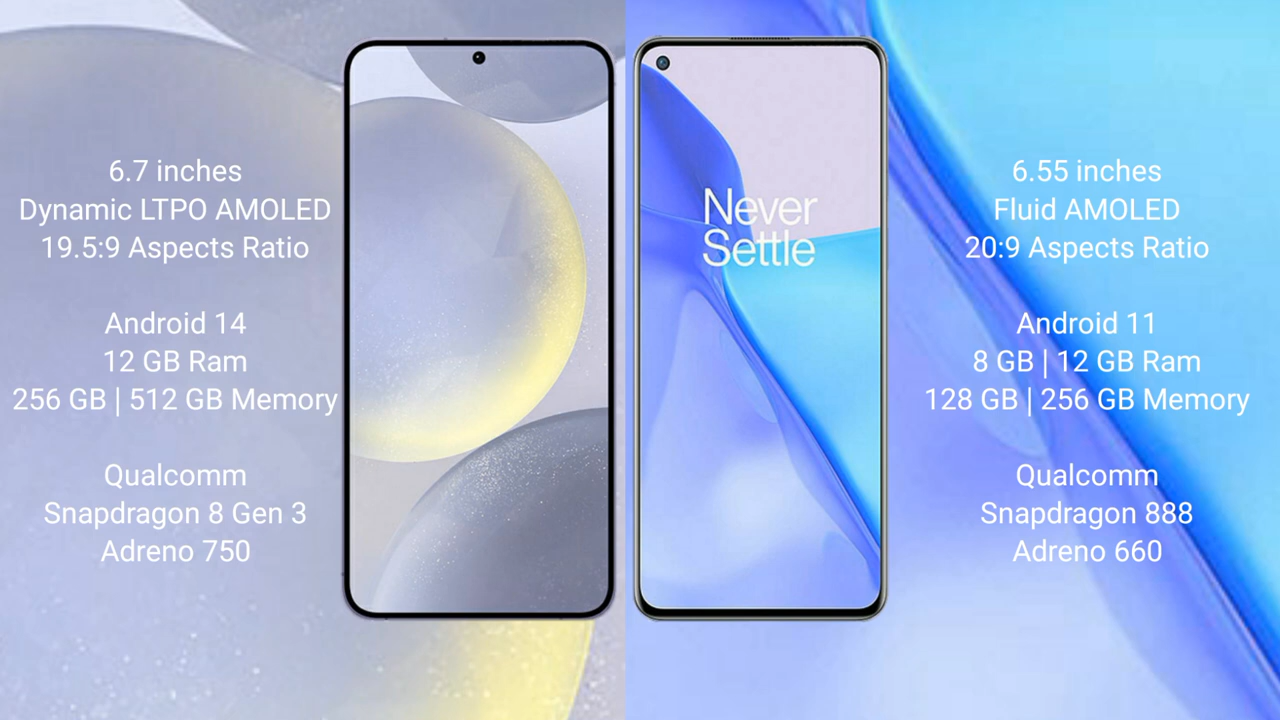 6.7 inches
Dynamic LTPO AMOLED
19.5:9 Aspects Ratio
Android 14
12 GB Ram
256 GB | 512 GB Memory
Qualcomm
Snapdragon 8 Gen 3
Adreno 750
Never
Settle
6.55 inches
Fluid AMOLED
20:9 Aspects Ratio
Android 11
8 GB | 12 GB Ram
128 GB | 256 GB Memory
Qualcomm
Snapdragon 888
Adreno 660